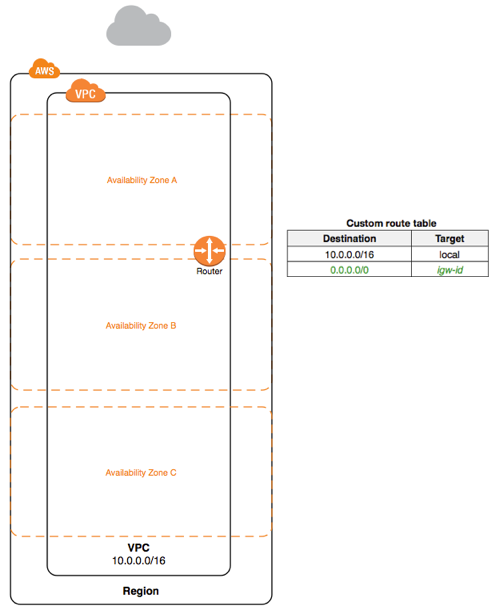 AWS
VPC
Availability Zone A
Router
Availability Zone B
Availability Zone C
VPC
10.0.0.0/16
Region
Custom route table
Destination Target
10.0.0.0/16 local
0.0.0.0/0 igw-id